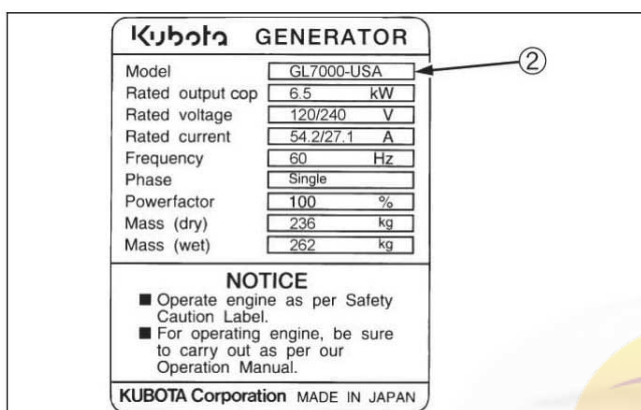 Kubota GENERATOR
Model GL7000-USA
②
Rated output cop 6.5 kW
Rated voltage 120/240 V
Rated current 54.2/27.1 A
Frequency 60 Hz
Phase Single
Powerfactor 100 %
Mass (dry) 236 kg
Mass (wet) 262 kg
NOTICE
■ Operate engine as per Safety
Caution Label.
■ For operating engine, be sure
to carry out as per our
Operation Manual.
KUBOTA Corporation MADE IN JAPAN